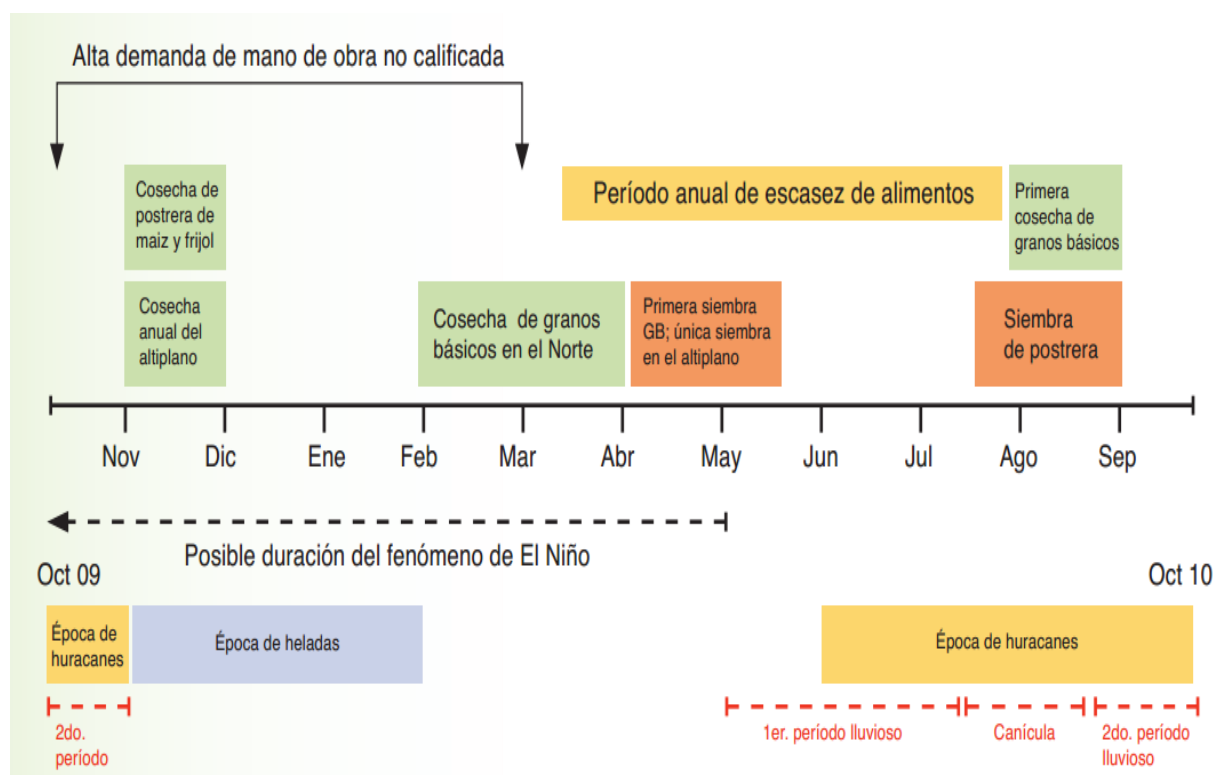 Alta demanda de mano de obra no calificada
Cosecha de
postrera de
maiz y frijol
Período anual de escasez de alimentos
Primera
cosecha de
granos básicos
Cosecha
anual del
altiplano
Cosecha de granos
básicos en el Norte
Primera siembra
GB; única siembra
en el altiplano
Siembra
de postrera
Nov
Dic
Ene
Feb
Mar
Abr
May
Jun
Jul
Ago
Sep
Posible duración del fenómeno de El Niño
Oct 09
Oct 10
Época de
huracanes
Época de heladas
Época de huracanes
2do.
período
1er. período lluvioso
Canícula
2do. período
lluvioso